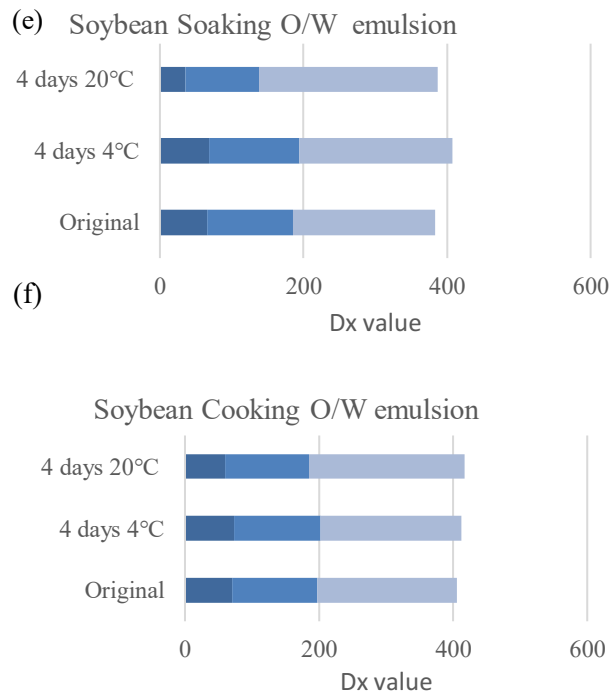 (e) Soybean Soaking O/W emulsion
4 days 20°C
4 days 4°C
Original
0 200 400 600
Dx value
(f)
Soybean Cooking O/W emulsion
4 days 20°C
4 days 4°C
Original
0 200 400 600
Dx value